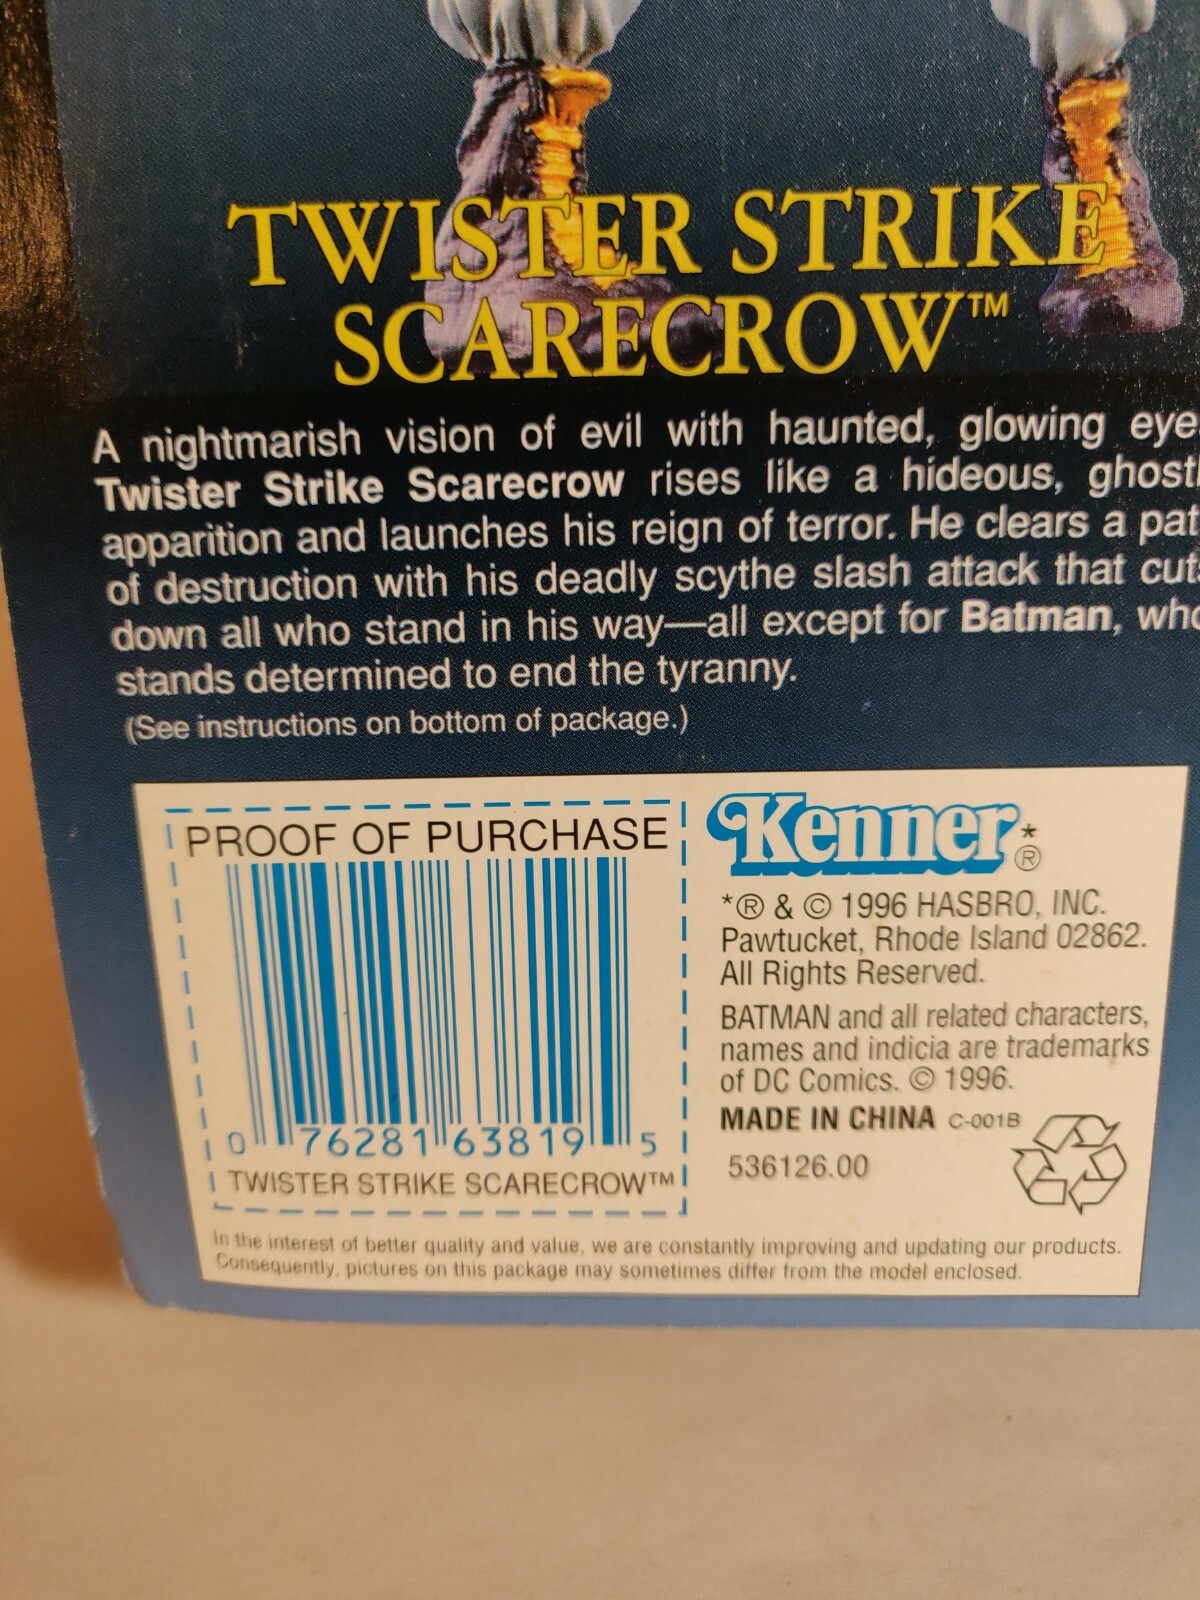 TWISTER STRIKE
SCARECROW™
A nightmarish vision of evil with haunted, glowing eye
Twister Strike Scarecrow rises like a hideous, ghostl
apparition and launches his reign of terror. He clears a pat
of destruction with his deadly scythe slash attack that cuts
down all who stand in his way—all except for Batman, who
stands determined to end the tyranny.
(See instructions on bottom of package.)
PROOF OF PURCHASE
0 76281 63819 5
TWISTER STRIKE SCARECROW™
Kenner*®
*® & © 1996 HASBRO, INC.
Pawtucket, Rhode Island 02862.
All Rights Reserved.
BATMAN and all related characters,
names and indicia are trademarks
of DC Comics. © 1996.
MADE IN CHINA C-001B
536126.00
In the interest of better quality and value, we are constantly improving and updating our products.
Consequently, pictures on this package may sometimes differ from the model enclosed.